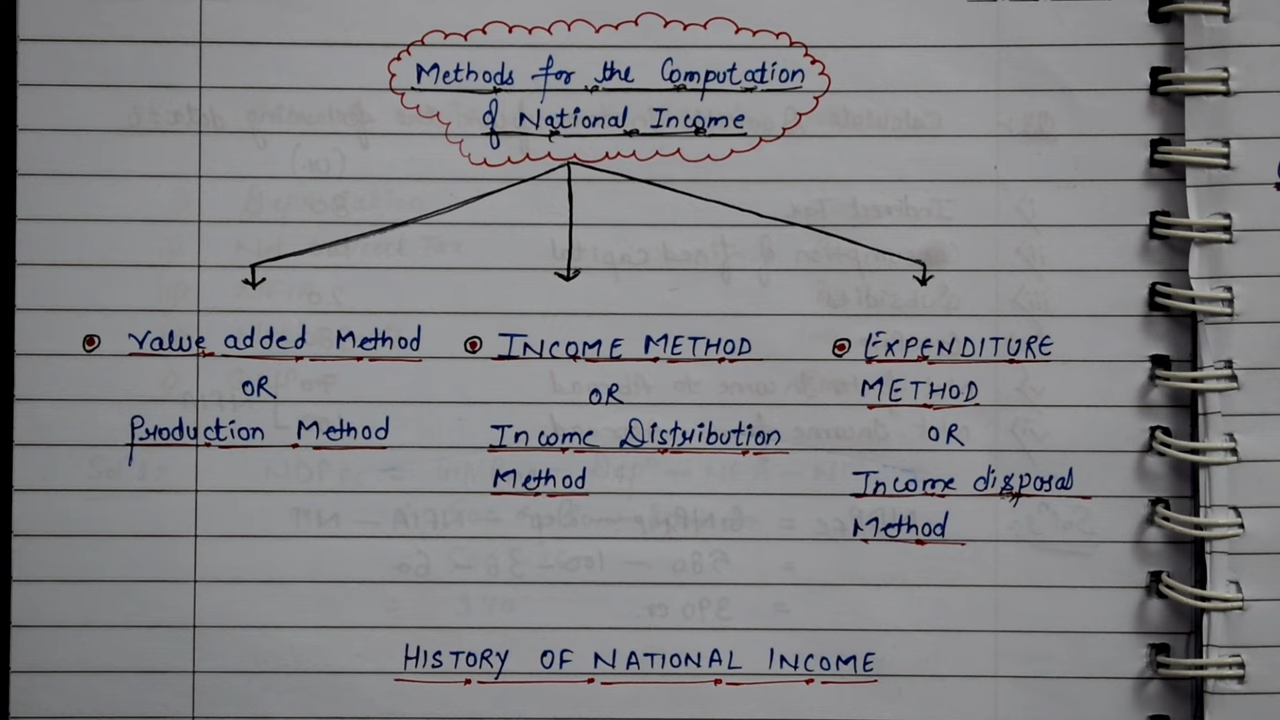 Methods for the Computation
of National Income
Value added Method
OR
Production Method
INCOME METHOD
OR
Income Distribution
Method
EXPENDITURE
METHOD
OR
Income disposal
Method
HISTORY OF NATIONAL INCOME